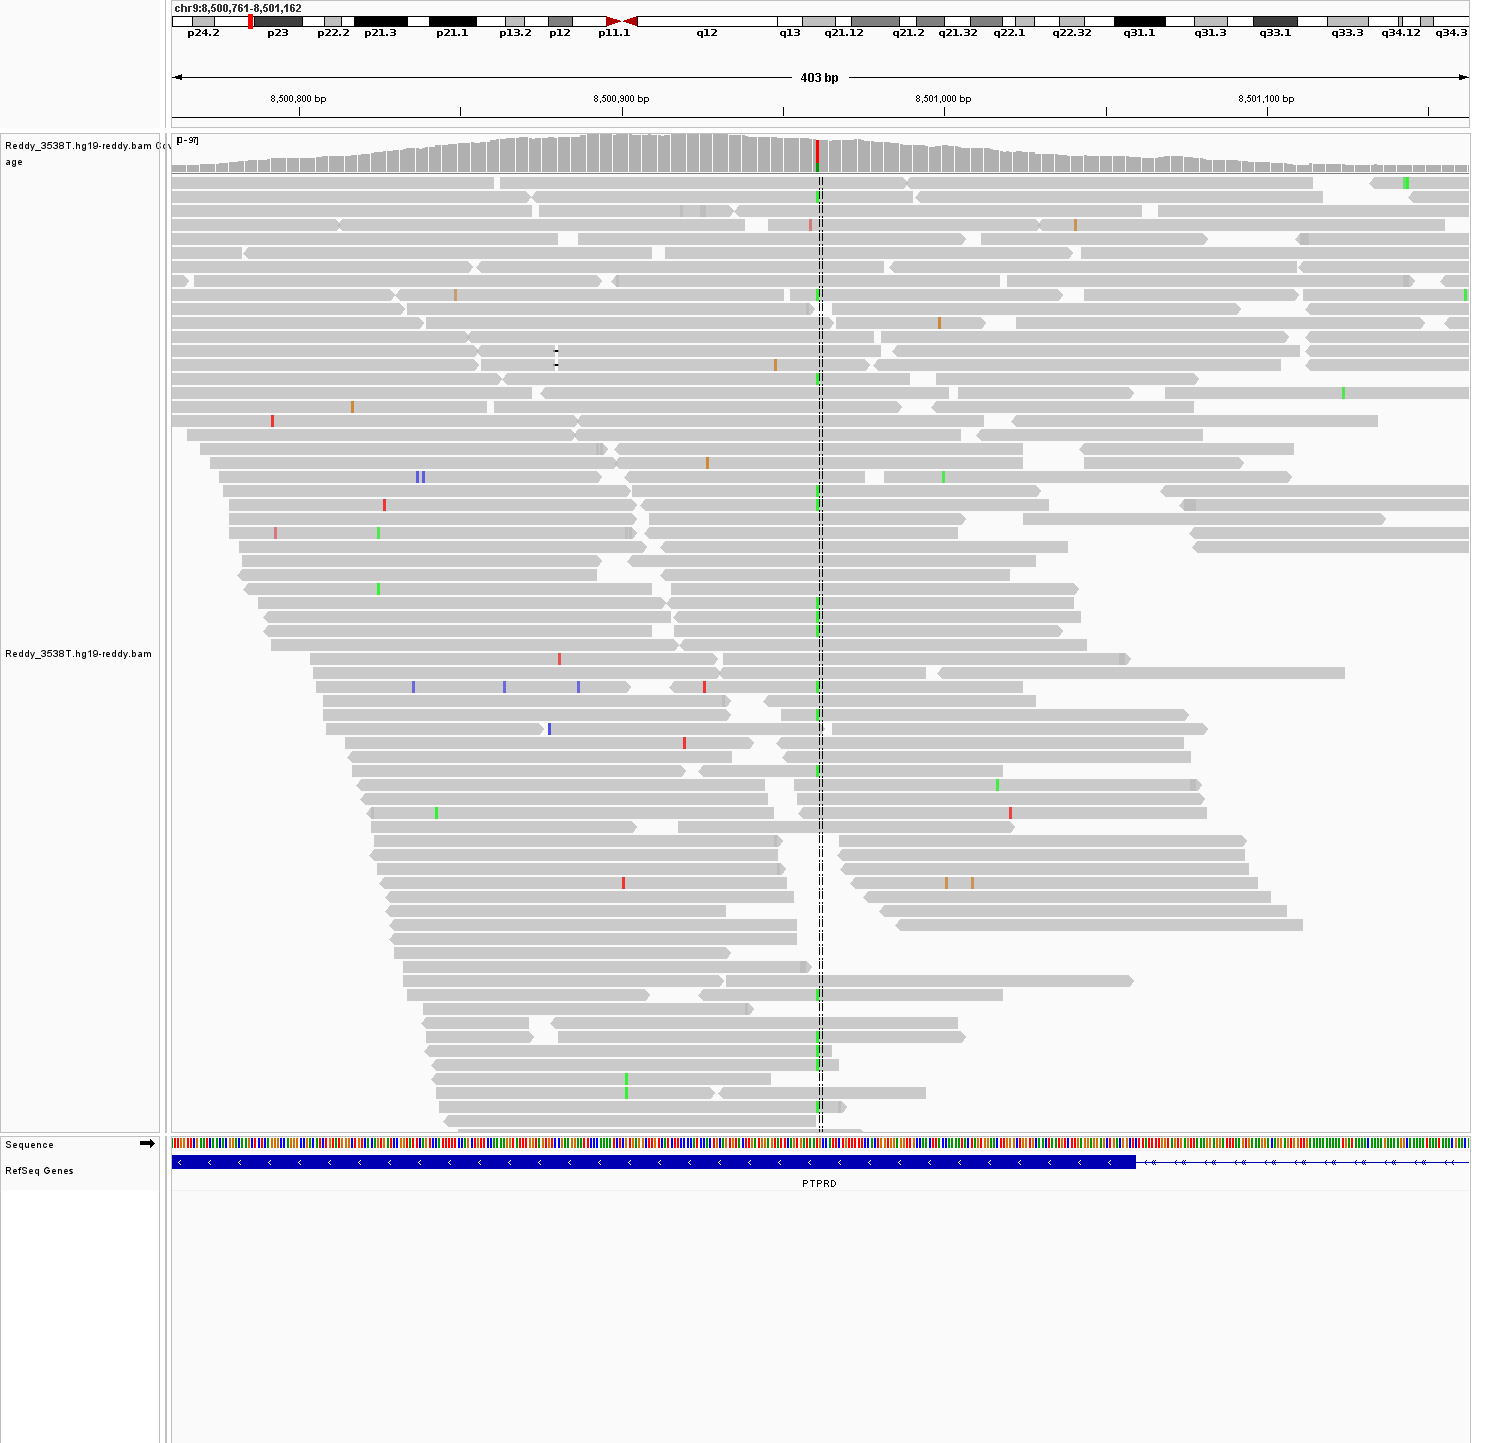 chr9:8,500,761-8,501,162
p24.2 p23 p22.2 p21.3 p21.1 p13.2 p12 p11.1 q12 q13 q21.12 q21.2 q21.32 q22.1 q22.32 q31.1 q31.3 q33.1 q33.3 q34.12 q34.3
403 bp
8,500,800 bp 8,500,900 bp 8,501,000 bp 8,501,100 bp
Reddy_3538T.hg19-reddy.bam Cov
age
[0 - 97]
Reddy_3538T.hg19-reddy.bam
Sequence
RefSeq Genes
PTPRD